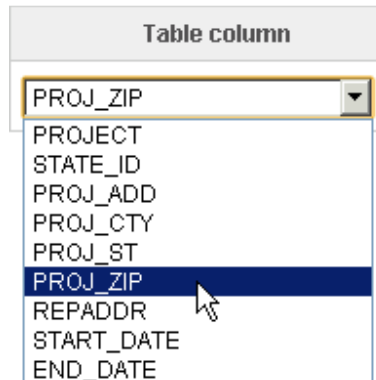 Table column
PROJ_ZIP
PROJECT
STATE_ID
PROJ_ADD
PROJ_CTY
PROJ_ST
PROJ_ZIP
REPADDR
START_DATE
END_DATE